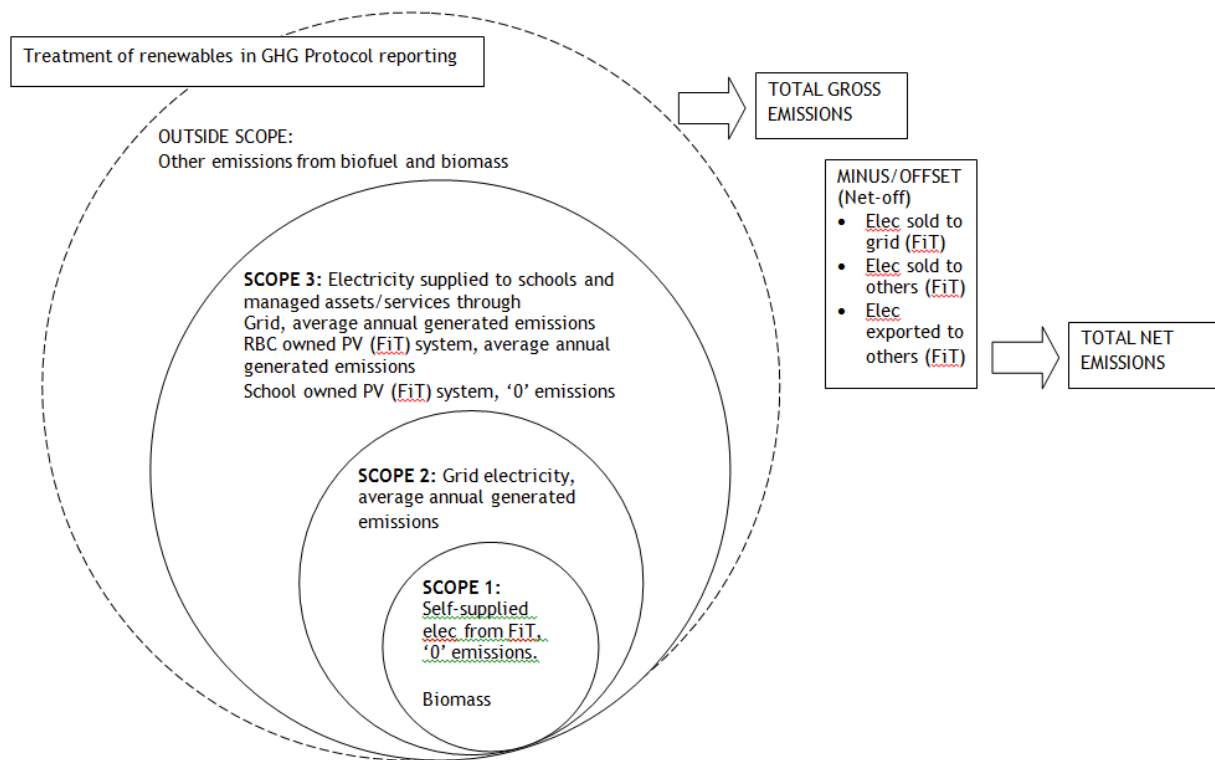 Treatment of renewables in GHG Protocol reporting
TOTAL GROSS
EMISSIONS
OUTSIDE SCOPE:
Other emissions from biofuel and biomass
MINUS/OFFSET
(Net-off)
• Elec sold to
grid (FiT)
• Elec sold to
others (FiT)
• Elec
exported to
others (FiT)
TOTAL NET
EMISSIONS
SCOPE 3: Electricity supplied to schools and
managed assets/services through
Grid, average annual generated emissions
RBC owned PV (FiT) system, average annual
generated emissions
School owned PV (FiT) system, ‘0’ emissions
SCOPE 2: Grid electricity,
average annual generated
emissions
SCOPE 1:
Self-supplied
elec from FiT,
‘0’ emissions.
Biomass